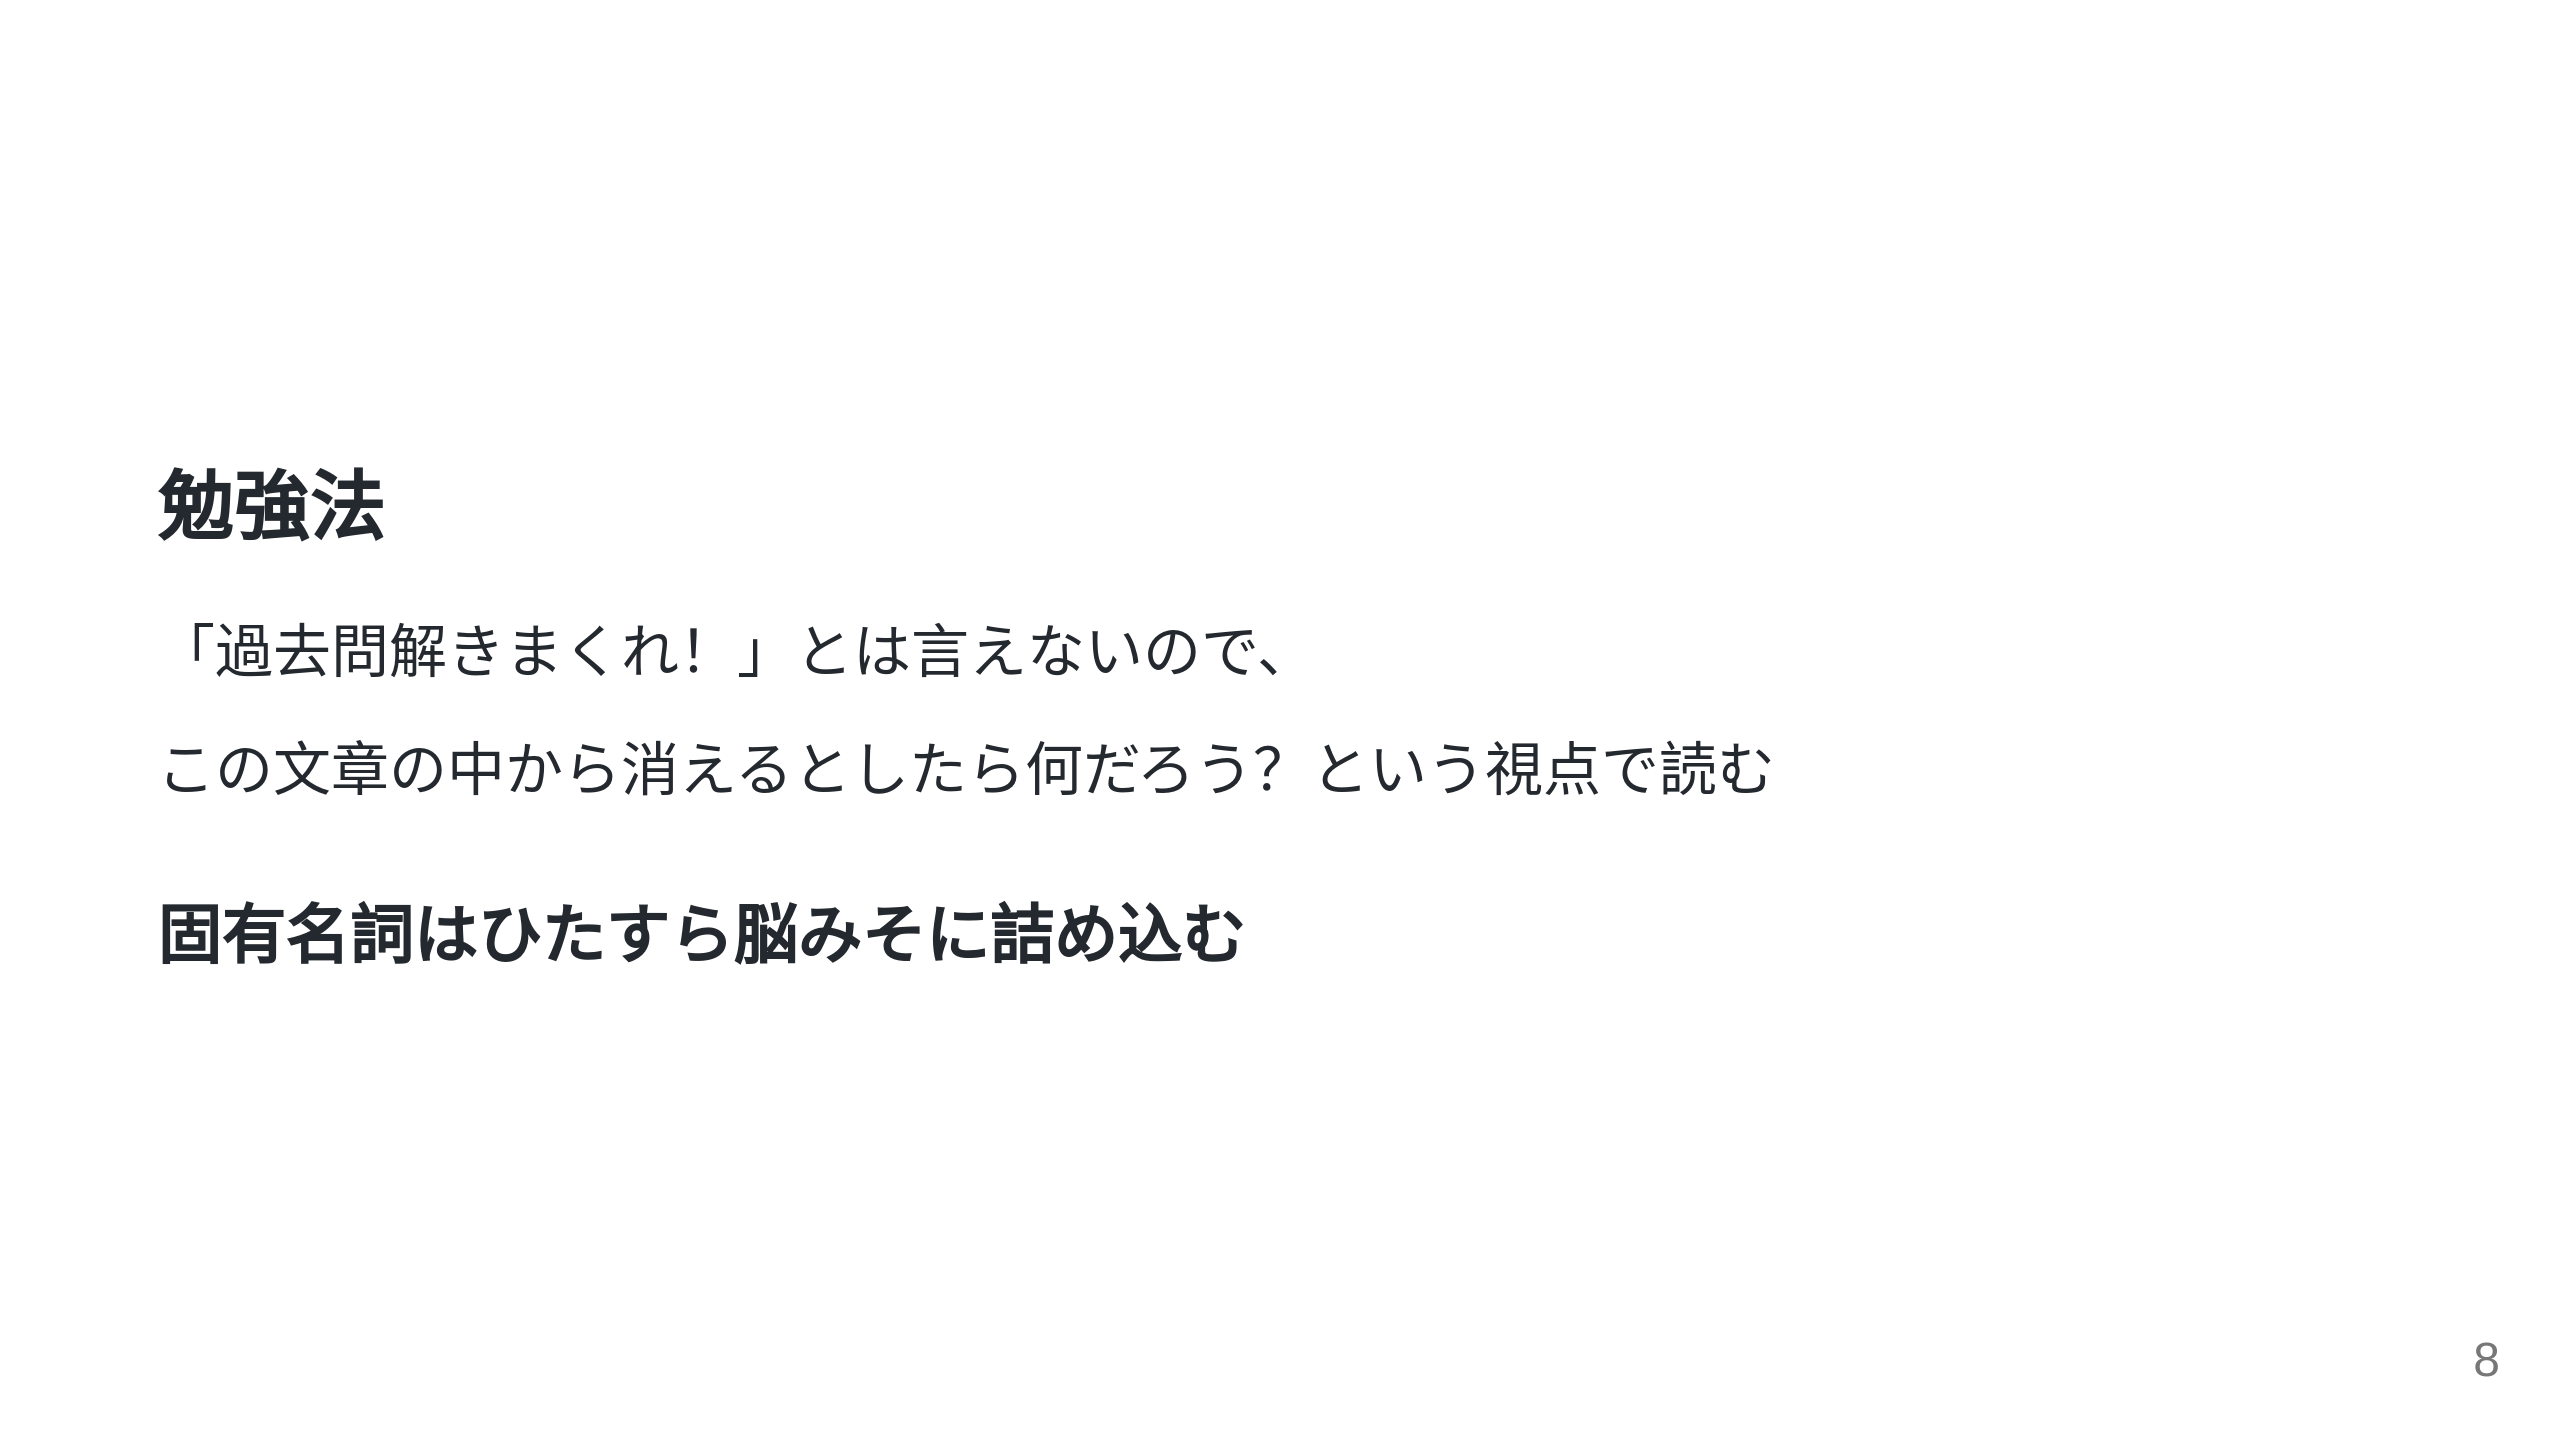 勉強法
「過去問解きまくれ！」とは言えないので、
この文章の中から消えるとしたら何だろう？という視点で読む
固有名詞はひたすら脳みそに詰め込む
8